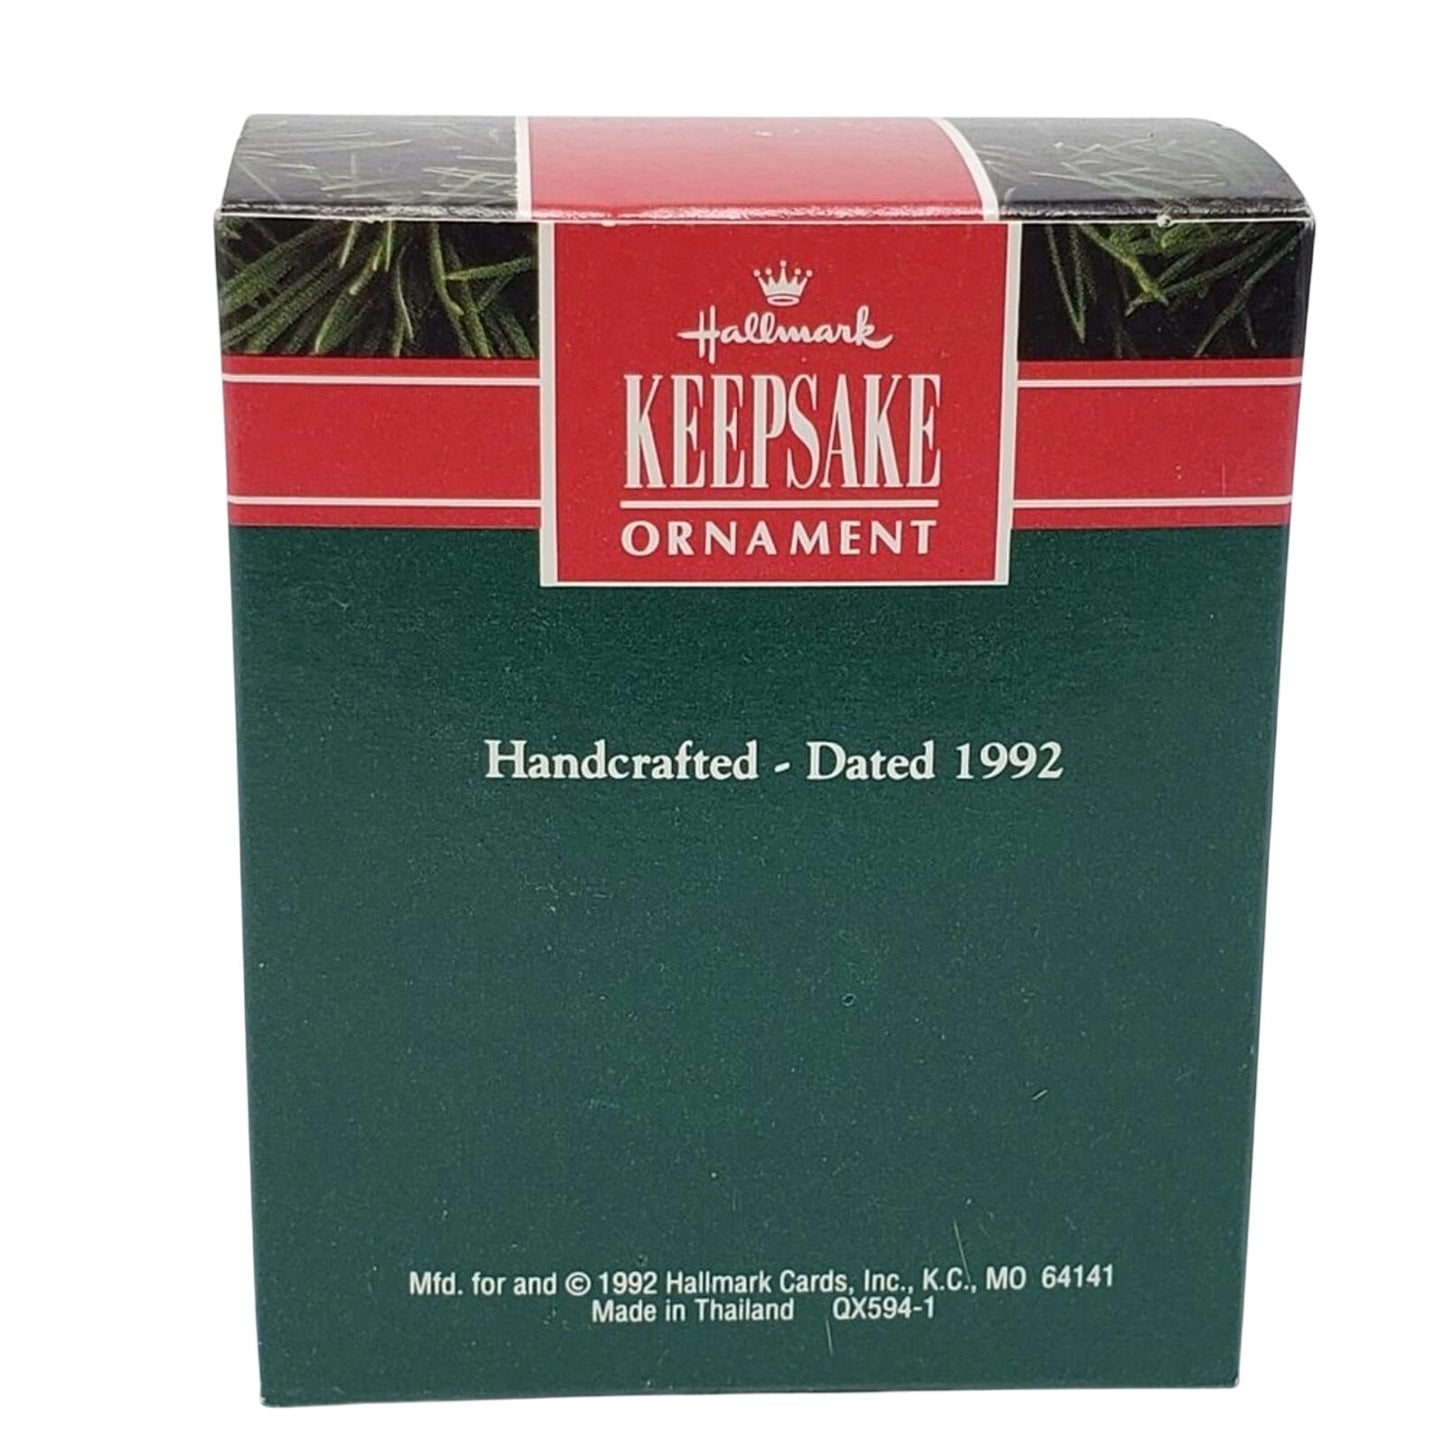 Hallmark
KEEPSAKE
ORNAMENT
Handcrafted - Dated 1992
Mfd. for and © 1992 Hallmark Cards, Inc., K.C., MO 64141
Made in Thailand QX594-1